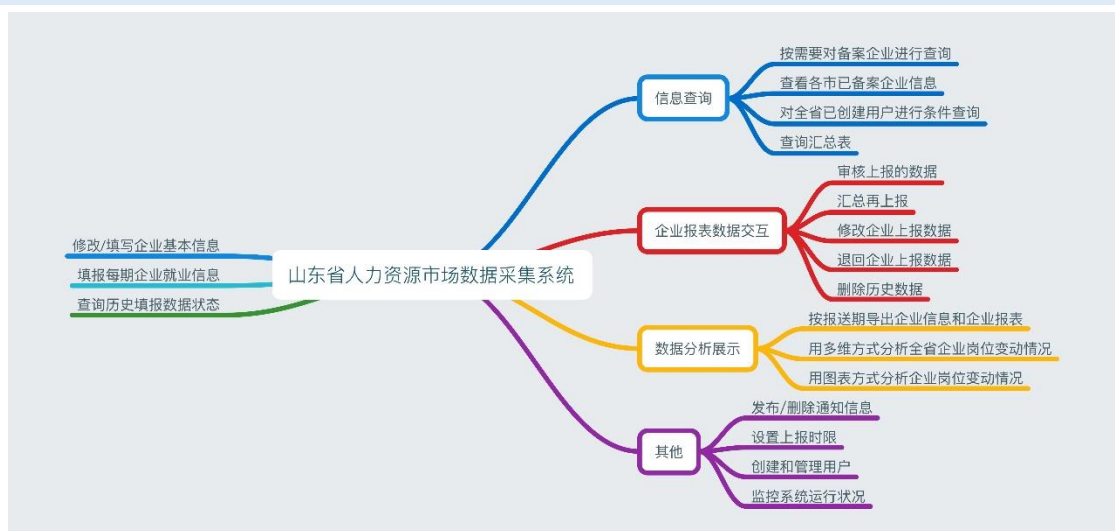 修改/填写企业基本信息
填报每期企业就业信息
查询历史填报数据状态
山东省人力资源市场数据采集系统
信息查询
按需要对备案企业进行查询
查看各市已备案企业信息
对全省已创建用户进行条件查询
查询汇总表
企业报表数据交互
审核上报的数据
汇总再上报
修改企业上报数据
退回企业上报数据
删除历史数据
数据分析展示
按报送期导出企业信息和企业报表
用多维方式分析全省企业岗位变动情况
用图表方式分析企业岗位变动情况
其他
发布/删除通知信息
设置上报时限
创建和管理用户
监控系统运行状况